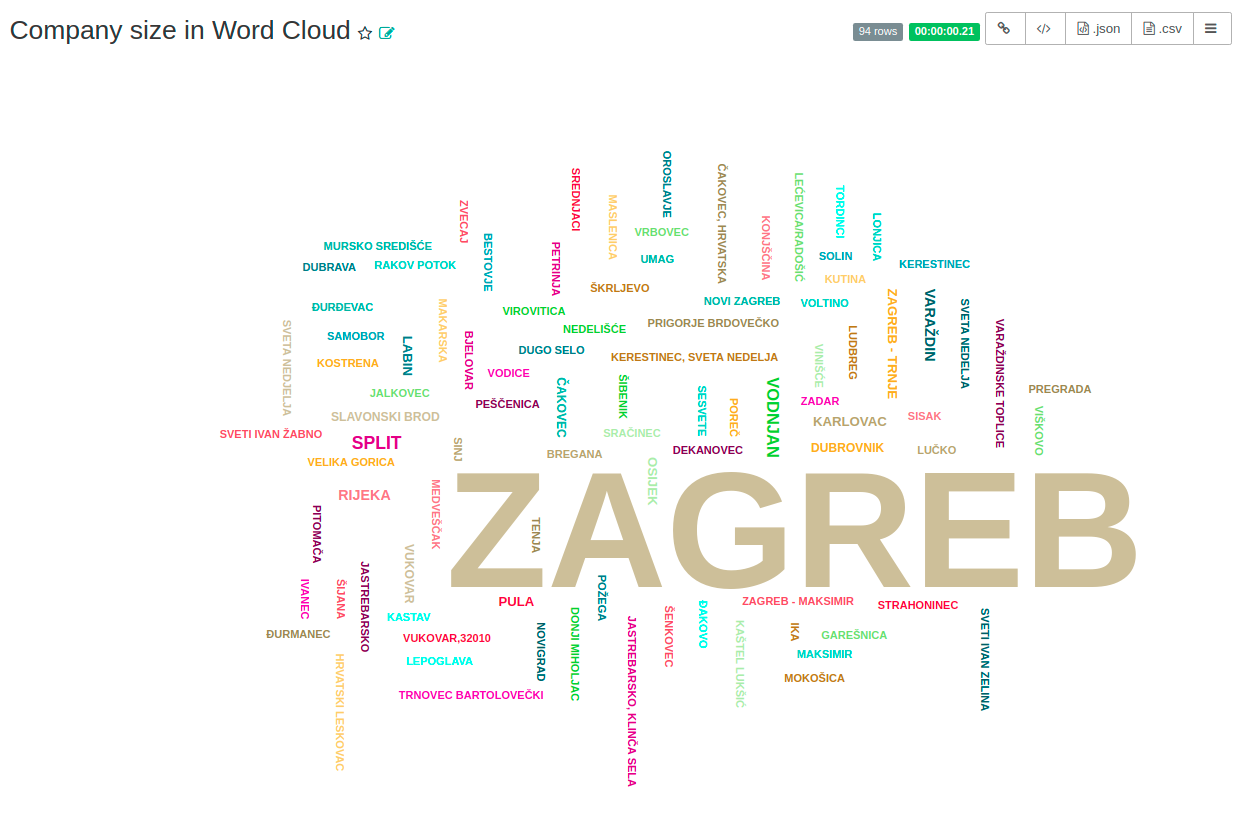 Company size in Word Cloud
94 rows
00:00:00.21
.json
.csv
OROSLAVJE
ČAKOVEC, HRVATSKA
SREDNJACI
LEĆEVICA/RADOŠIĆ
TORDINCI
MASLENICA
ZVECAJ
LONJICA
KONJŠČINA
VRBOVEC
BESTOVJE
MURSKO SREDIŠĆE
PETRINJA
SOLIN
UMAG
KERESTINEC
RAKOV POTOK
DUBRAVA
KUTINA
ŠKRLJEVO
ZAGREB - TRNJE
VARAŽDIN
SVETA NEDELJA
MAKARSKA
NOVI ZAGREB
VOLTINO
ĐURĐEVAC
VIROVITICA
SVETA NEDJELJA
PRIGORJE BRDOVEČKO
VARAŽDINSKE TOPLICE
NEDELIŠĆE
LUDBREG
SAMOBOR
LABIN
BJELOVAR
VINIŠĆE
DUGO SELO
KERESTINEC, SVETA NEDELJA
KOSTRENA
VODICE
ŠIBENIK
ČAKOVEC
VODNJAN
SESVETE
PREGRADA
JALKOVEC
POREČ
ZADAR
PEŠČENICA
VIŠKOVO
SLAVONSKI BROD
SISAK
KARLOVAC
SVETI IVAN ŽABNO
SRAČINEC
SPLIT
SINJ
DUBROVNIK
DEKANOVEC
LUČKO
BREGANA
VELIKA GORICA
OSIJEK
ZAGREB
MEDVEŠČAK
RIJEKA
PITOMAČA
TENJA
VUKOVAR
JASTREBARSKO
POŽEGA
IVANEC
ŠIJANA
PULA
ZAGREB - MAKSIMIR
STRAHONINEC
ĐAKOVO
ŠENKOVEC
DONJI MIHOLJAC
SVETI IVAN ZELINA
KASTAV
JASTREBARSKO, KLINČA SELA
KAŠTEL LUKŠIĆ
NOVIGRAD
IKA
ĐURMANEC
GAREŠNICA
VUKOVAR,32010
MAKSIMIR
HRVATSKI LESKOVAC
LEPOGLAVA
MOKOŠICA
TRNOVEC BARTOLOVEČKI